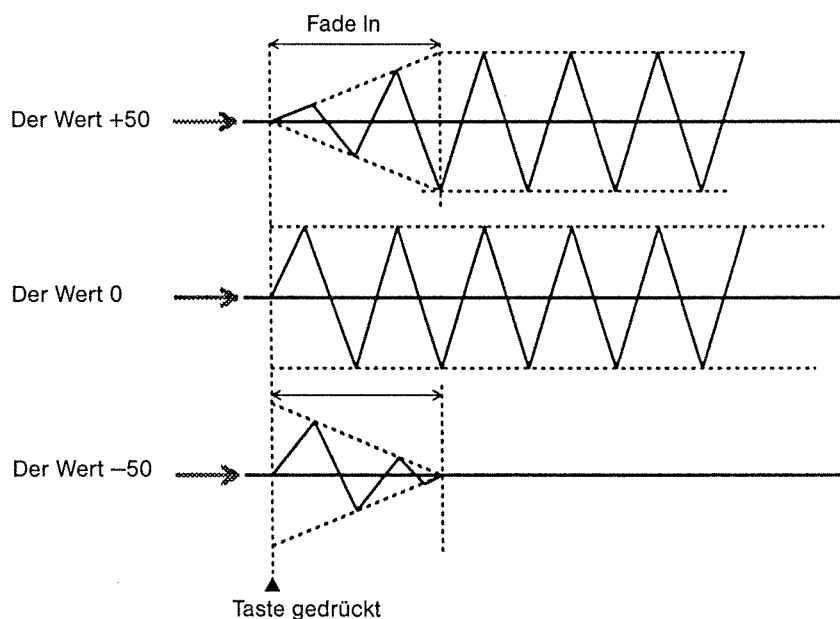 Fade In
Der Wert +50
Der Wert 0
Der Wert −50
Taste gedrückt